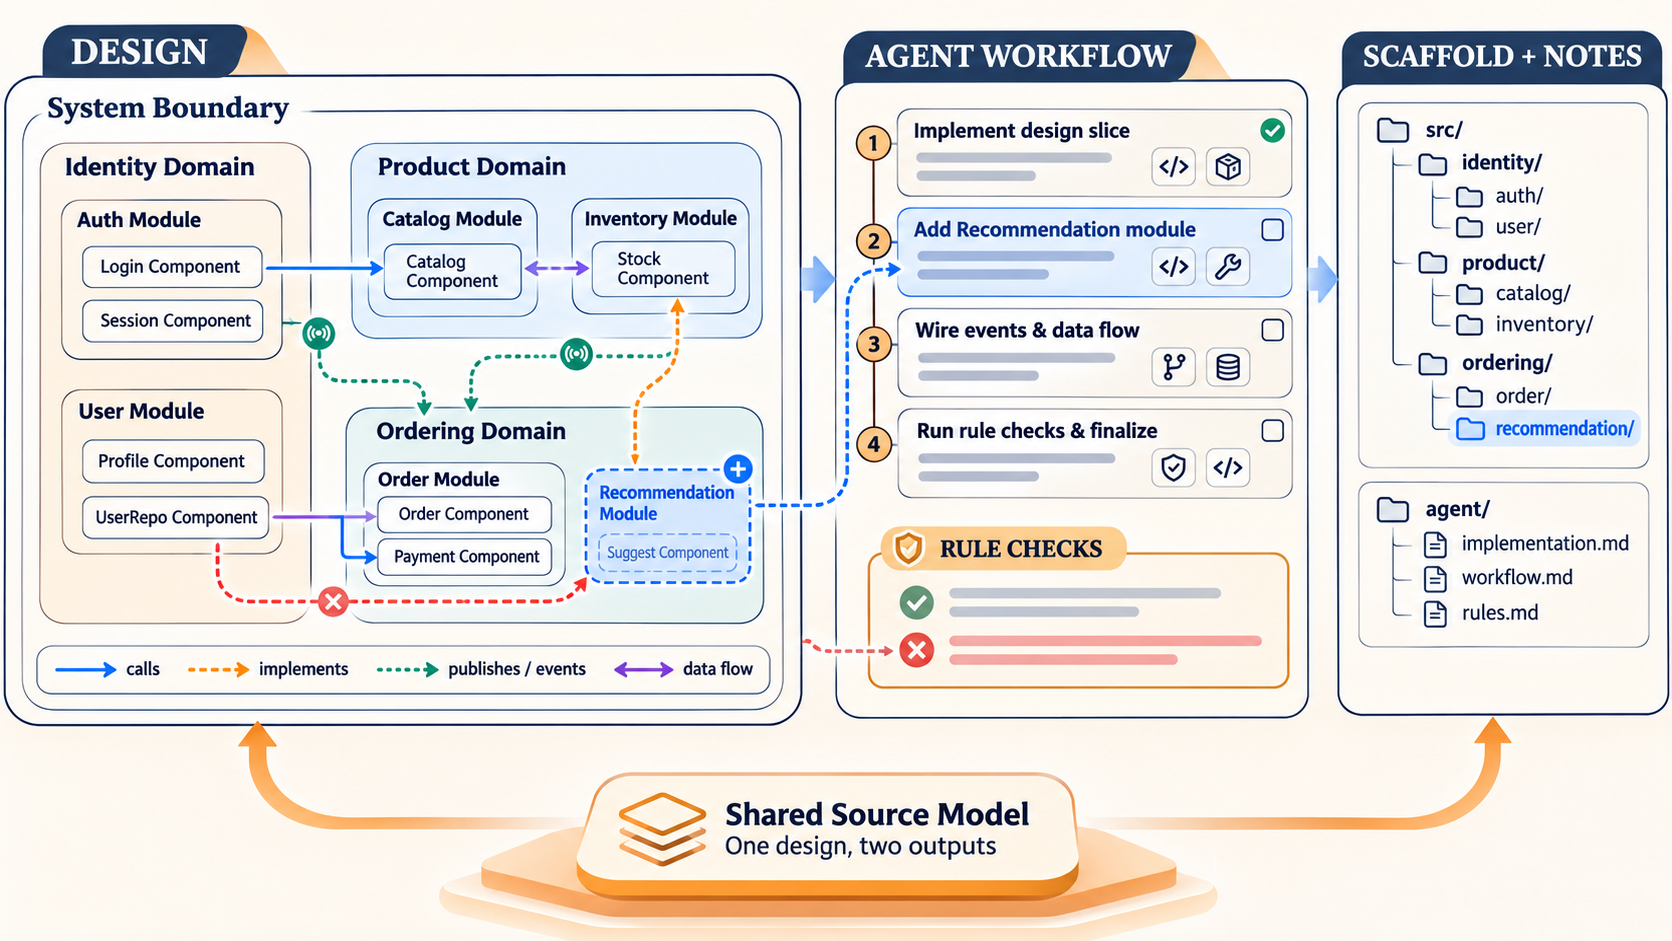 DESIGN
System Boundary
Identity Domain
Auth Module
Login Component
Session Component
User Module
Profile Component
UserRepo Component
Product Domain
Catalog Module
Catalog
Component
Inventory Module
Stock
Component
Ordering Domain
Order Module
Order Component
Payment Component
Recommendation
Module
Suggest Component
calls
implements
publishes / events
data flow
AGENT WORKFLOW
1
Implement design slice
2
Add Recommendation module
3
Wire events & data flow
4
Run rule checks & finalize
RULE CHECKS
SCAFFOLD + NOTES
src/
identity/
auth/
user/
product/
catalog/
inventory/
ordering/
order/
recommendation/
agent/
implementation.md
workflow.md
rules.md
Shared Source Model
One design, two outputs